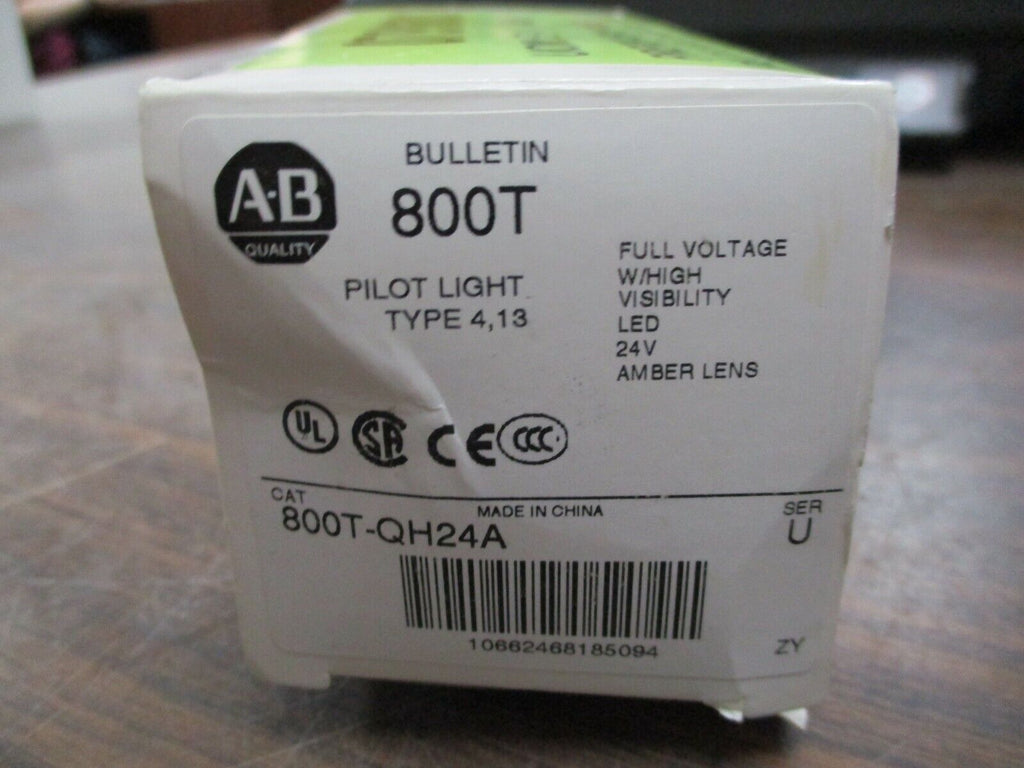 A-B
QUALITY
BULLETIN
800T
PILOT LIGHT
TYPE 4,13
FULL VOLTAGE
W/HIGH
VISIBILITY
LED
24V
AMBER LENS
UL
SA
CE
CCC
CAT
800T-QH24A
MADE IN CHINA
SER
U
10662468185094
ZY